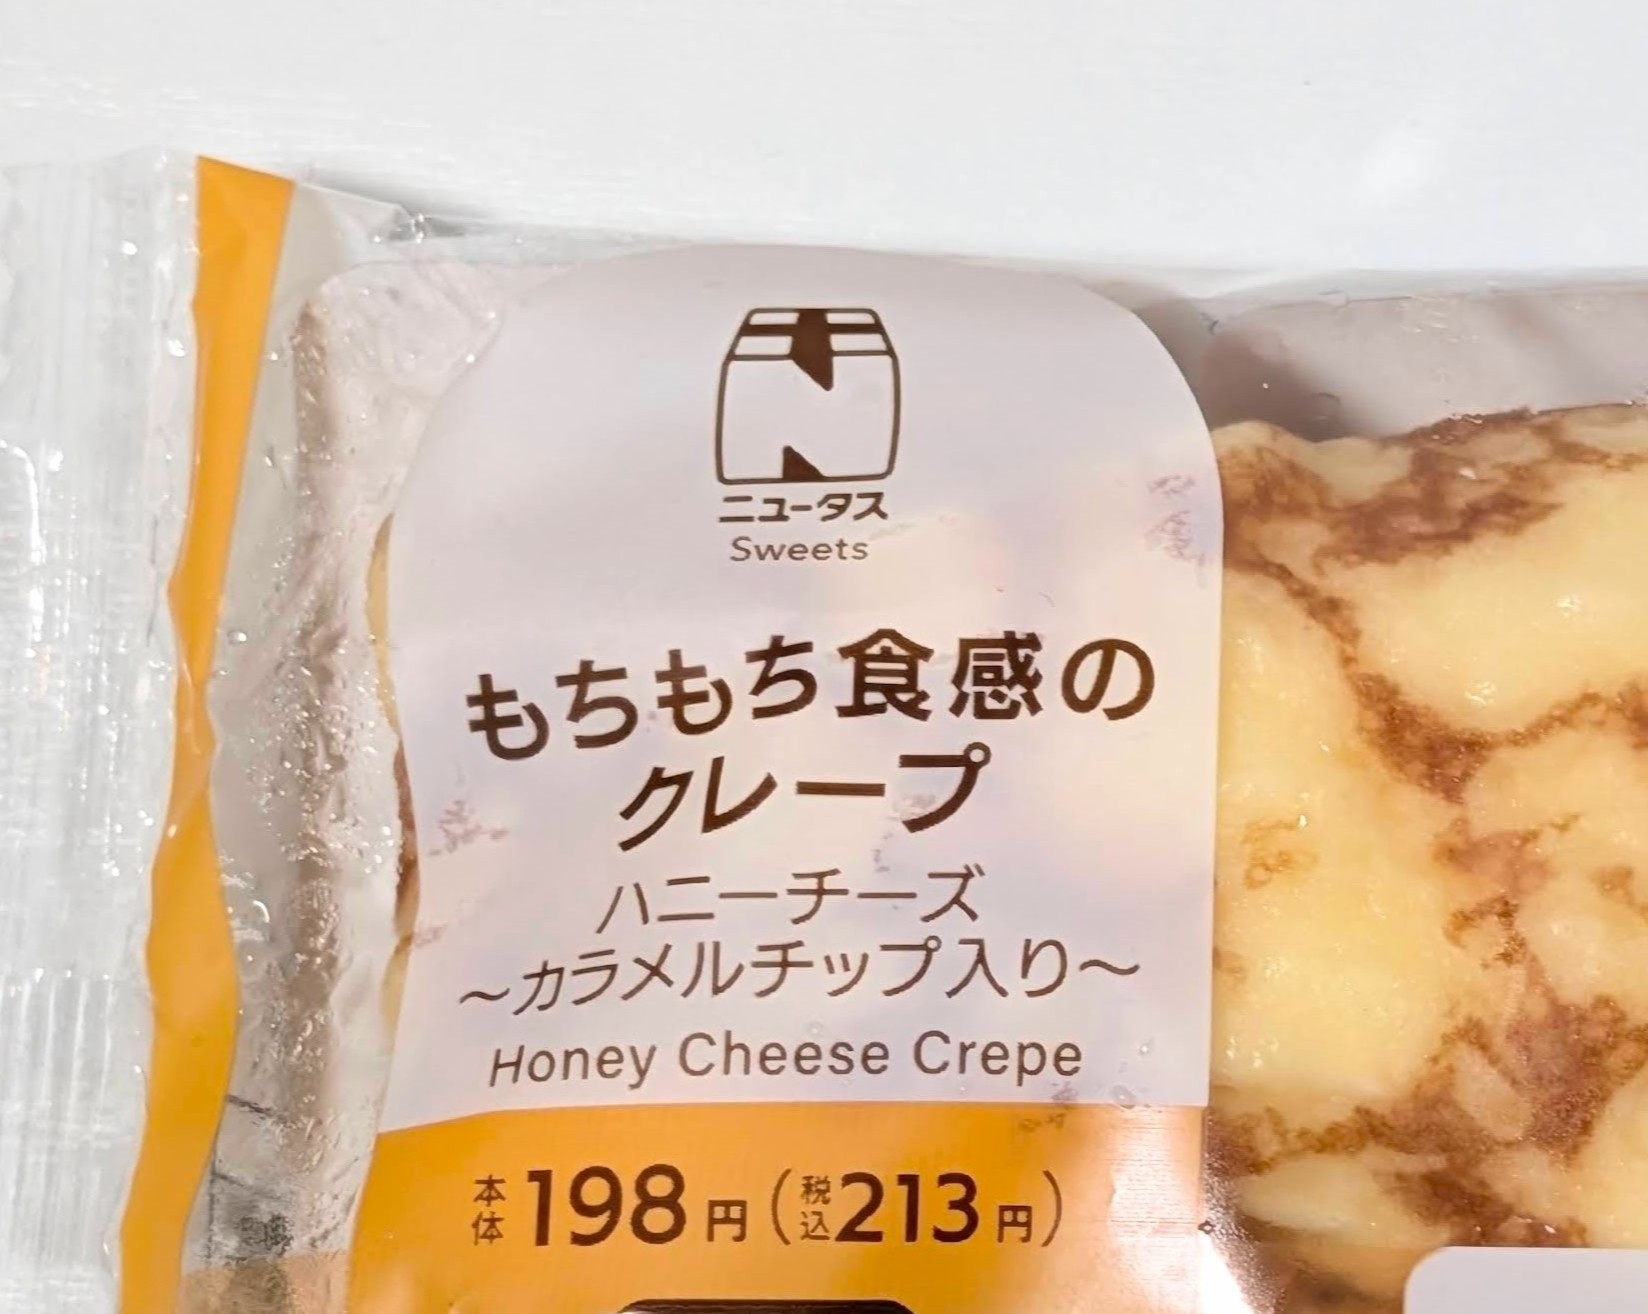 ニュータス
Sweets
もちもち食感の
クレープ
ハニーチーズ
～カラメルチップ入り～
Honey Cheese Crepe
本体198円(税込213円)